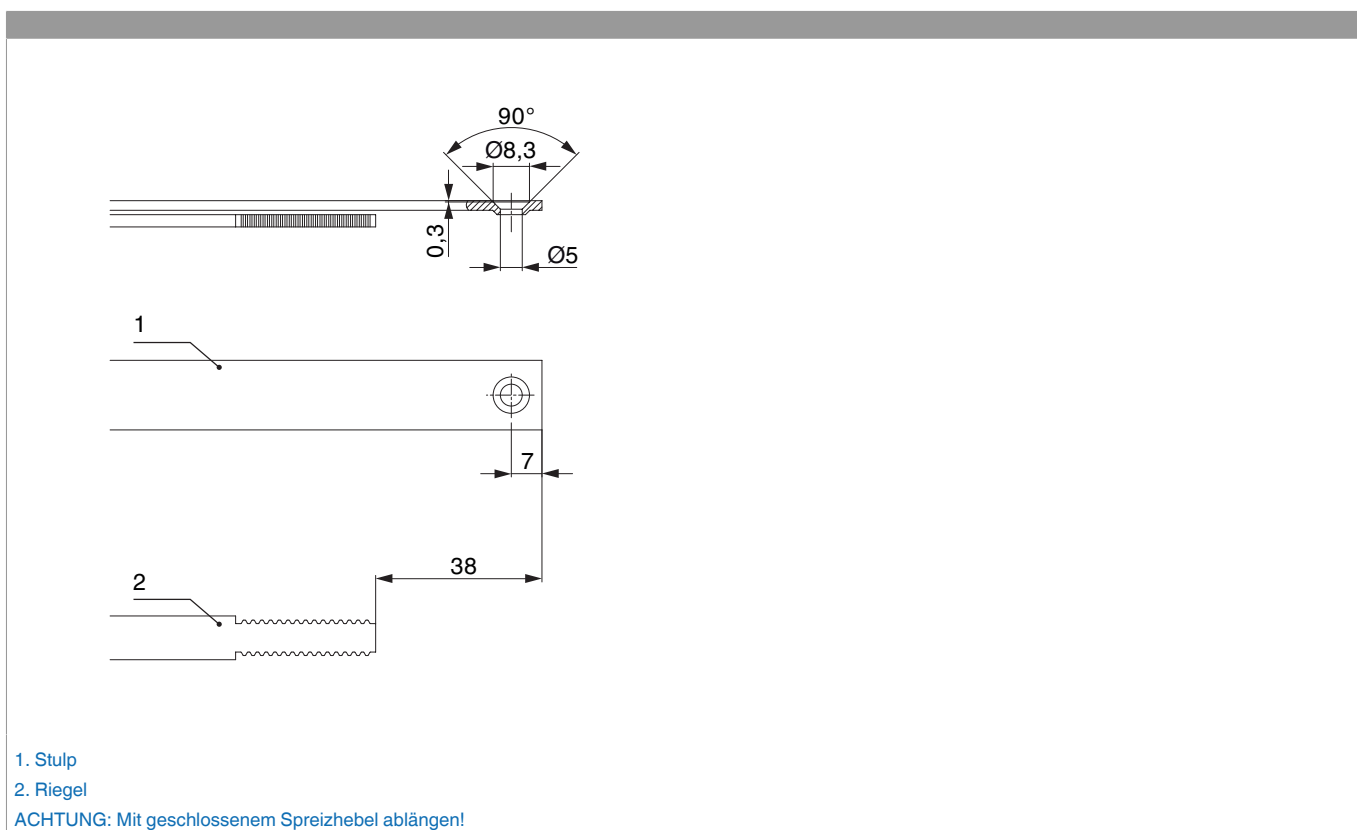 90°
Ø8,3
0,3
Ø5
1
7
38
2
1. Stulp
2. Riegel
ACHTUNG: Mit geschlossenem Spreizhebel ablängen!